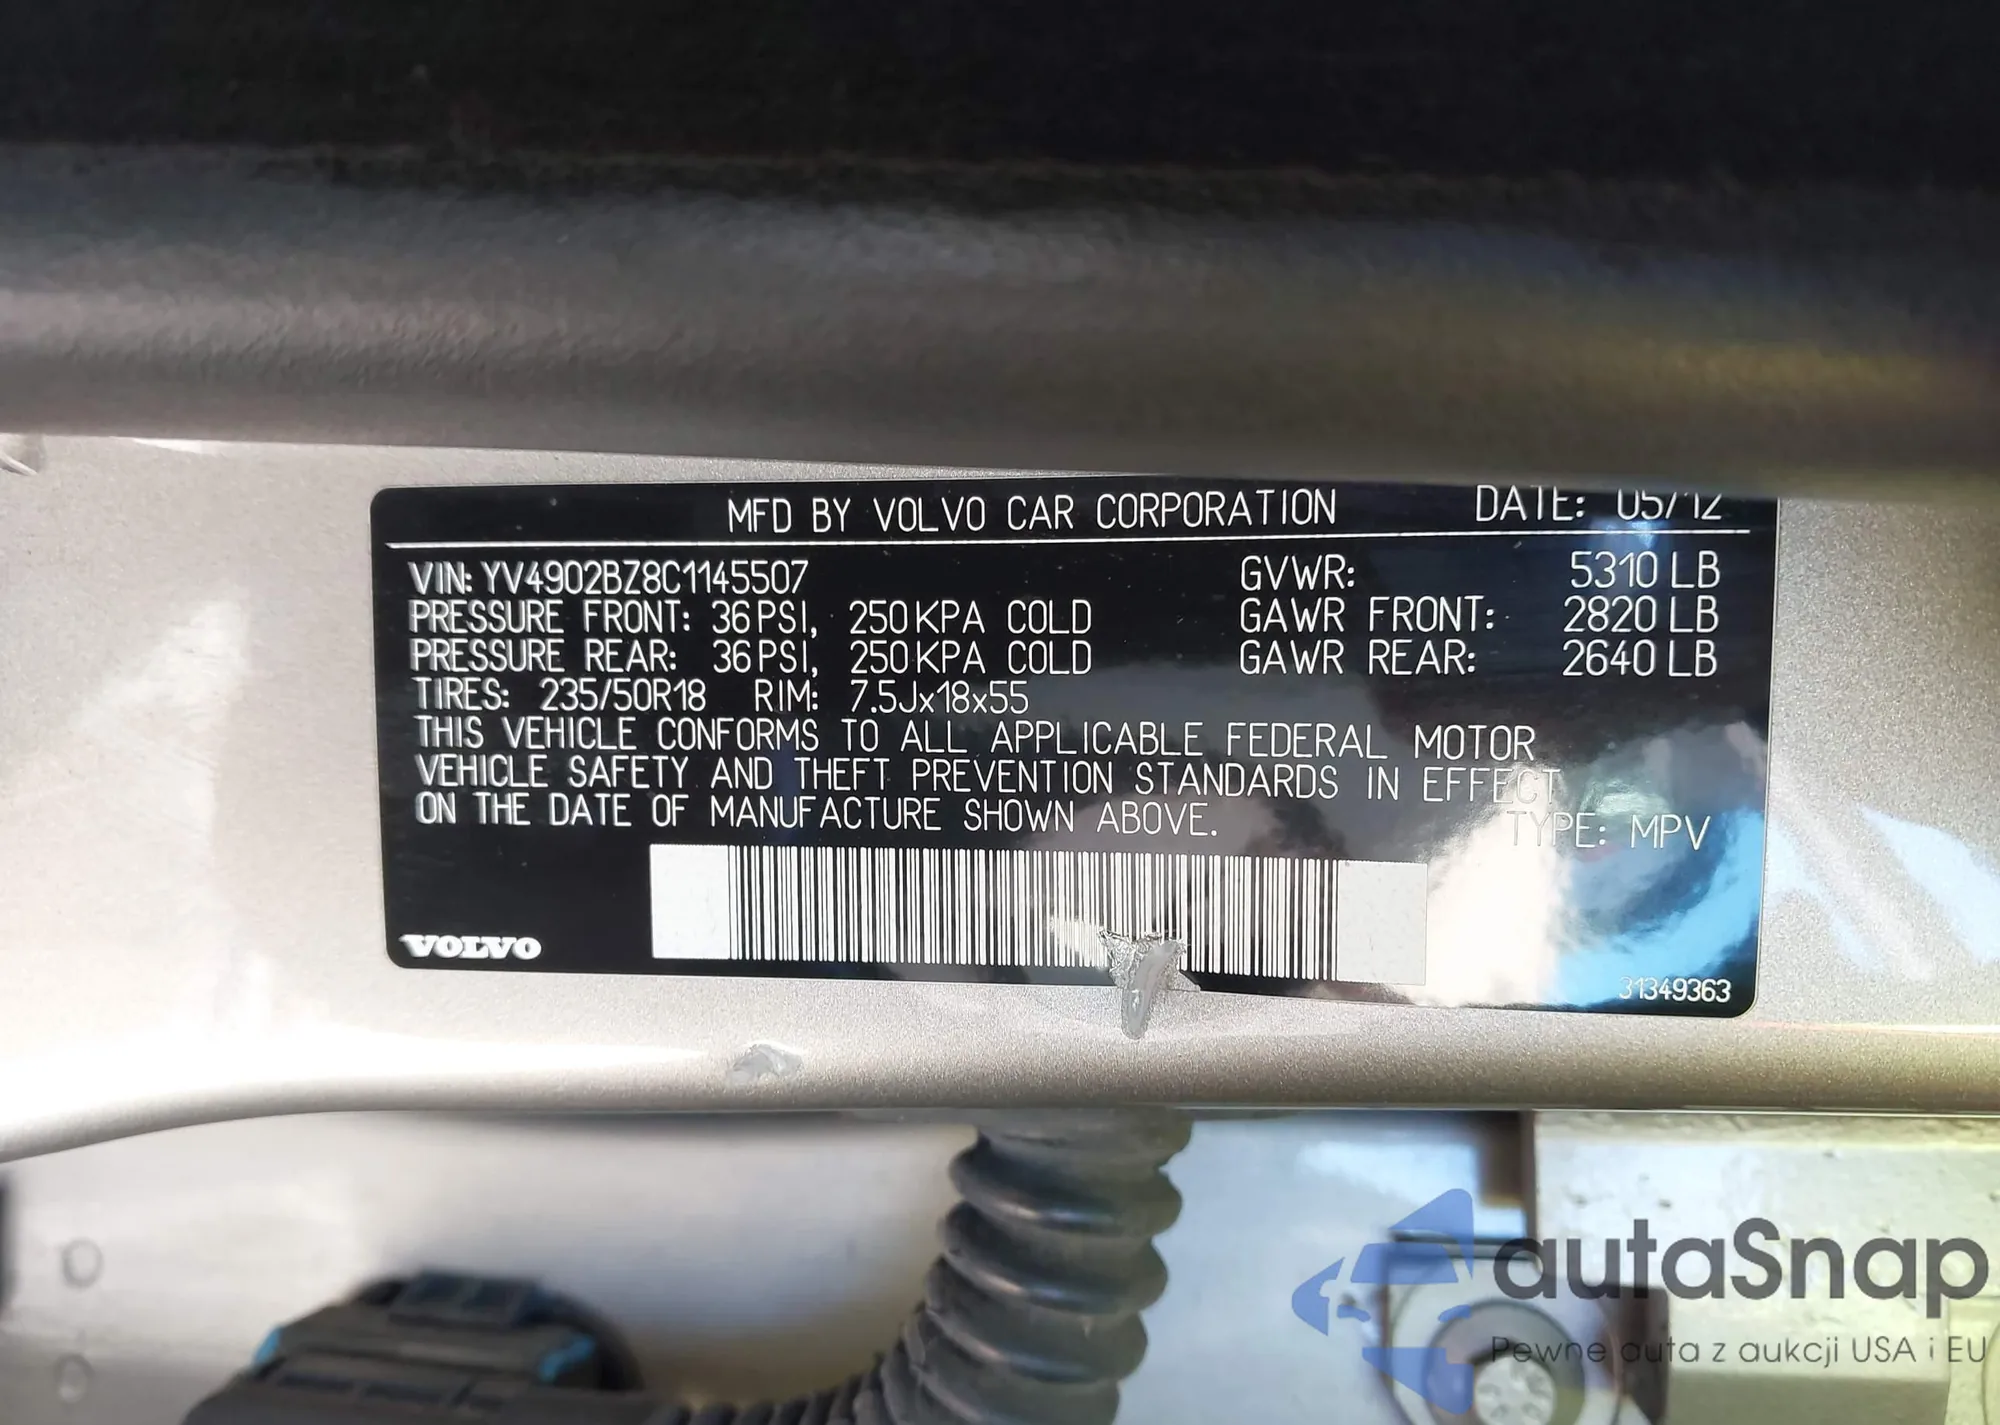 MFD BY VOLVO CAR CORPORATION DATE: 05/12
VIN: YV4902BZ8C1145507 GVWR: 5310 LB
PRESSURE FRONT: 36 PSI, 250 KPA COLD GAWR FRONT: 2820 LB
PRESSURE REAR: 36 PSI, 250 KPA COLD GAWR REAR: 2640 LB
TIRES: 235/50R18 RIM: 7.5Jx18x55
THIS VEHICLE CONFORMS TO ALL APPLICABLE FEDERAL MOTOR
VEHICLE SAFETY AND THEFT PREVENTION STANDARDS IN EFFECT
ON THE DATE OF MANUFACTURE SHOWN ABOVE.
TYPE: MPV
VOLVO
31349363
autaSnap
Pewne auta z aukcji USA i EU